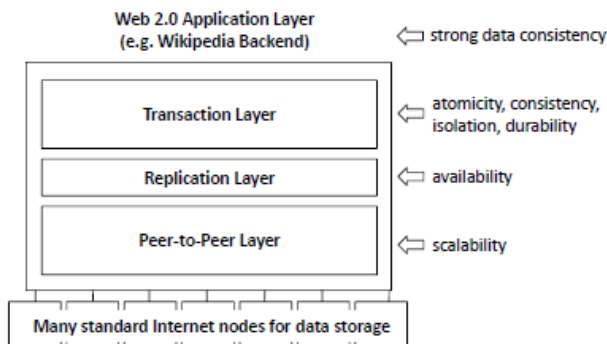 Web 2.0 Application Layer
(e.g. Wikipedia Backend)
strong data consistency
Transaction Layer
atomicity, consistency,
isolation, durability
Replication Layer
availability
Peer-to-Peer Layer
scalability
Many standard Internet nodes for data storage